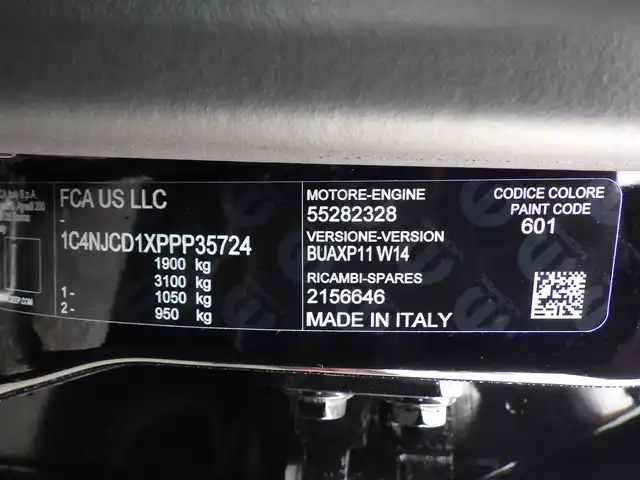 FCA US LLC
-
1C4NJCD1XPPP35724
1900 kg
3100 kg
1- 1050 kg
2- 950 kg
MOTORE-ENGINE
55282328
VERSIONE-VERSION
BUAXP11 W14
RICAMBI-SPARES
2156646
MADE IN ITALY
CODICE COLORE
PAINT CODE
601